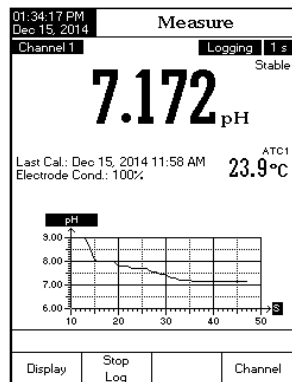 01:34:17 PM
Dec 15, 2014
Measure
Channel 1
Logging 1 s
Stable
7.172 pH
ATC1
Last Cal.: Dec 15, 2014 11:58 AM
Electrode Cond.: 100%
23.9°C
pH
9.00
8.00
7.00
6.00
10 20 30 40 50 S
Display
Stop
Log
Channel